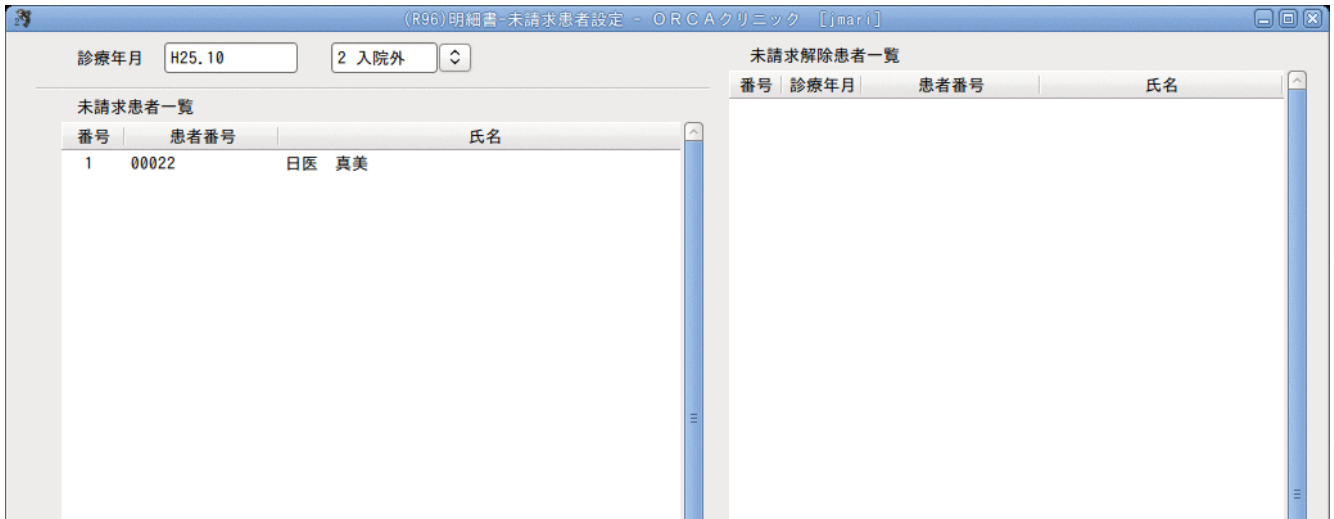 (R96)明細書-未請求患者設定 - ORCAクリニック [jmari]
診療年月 H25.10 2 入院外
未請求患者一覧
番号 患者番号 氏名
1 00022 日医 真美
未請求解除患者一覧
番号 診療年月 患者番号 氏名